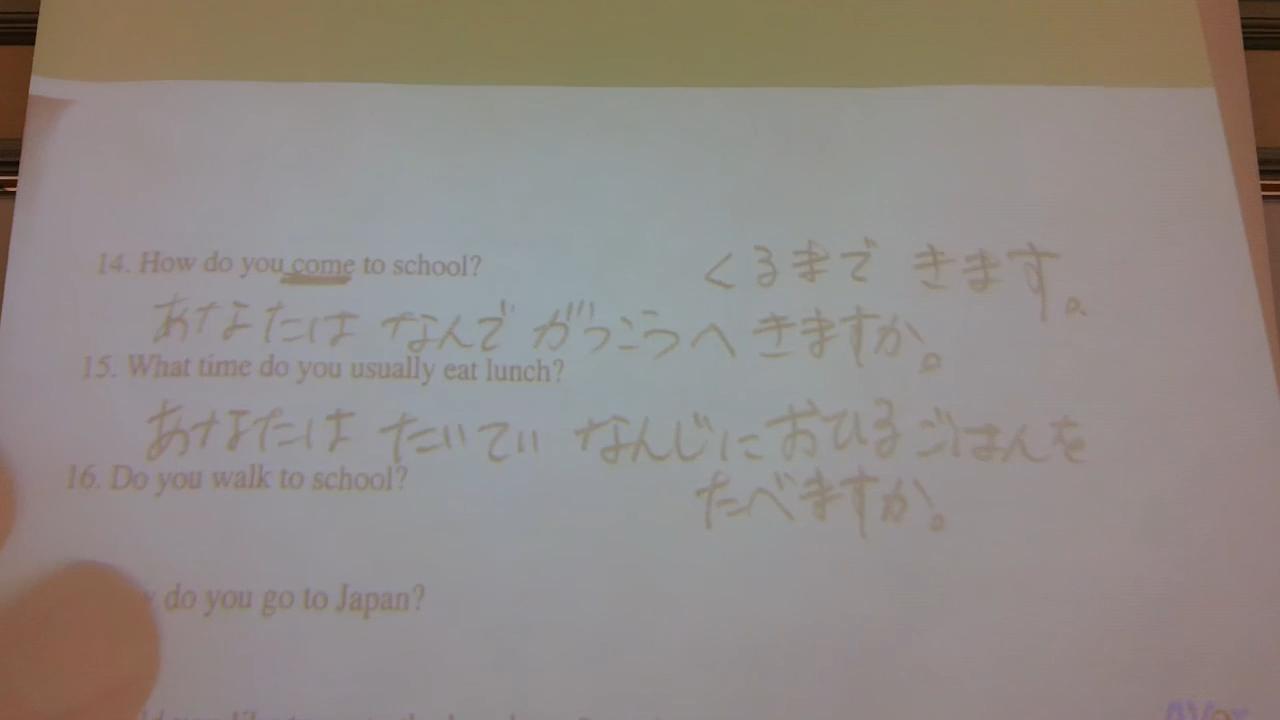 14. How do you come to school?
くるまで きます。
あなたは なんで がっこうへ きますか。
15. What time do you usually eat lunch?
あなたは たいてい なんじに おひるごはんを
たべますか。
16. Do you walk to school?
do you go to Japan?